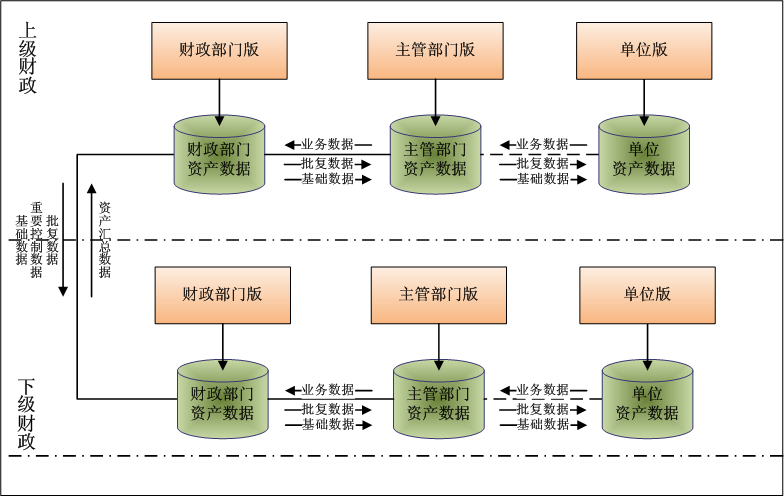 上级财政
财政部门版
主管部门版
单位版
财政部门
资产数据
业务数据
批复数据
基础数据
主管部门
资产数据
业务数据
批复数据
基础数据
单位
资产数据
基础数据
重要控制数据
批复数据
资产汇总数据
下级财政
财政部门版
主管部门版
单位版
财政部门
资产数据
业务数据
批复数据
基础数据
主管部门
资产数据
业务数据
批复数据
基础数据
单位
资产数据